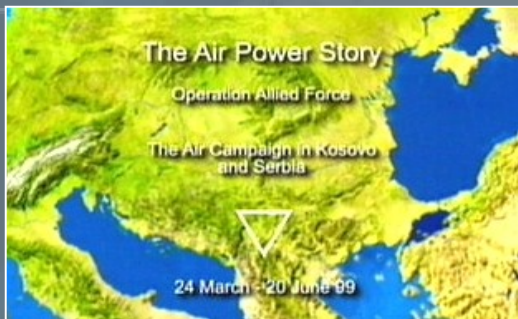 The Air Power Story
Operation Allied Force
The Air Campaign in Kosovo
and Serbia
24 March - 20 June 99